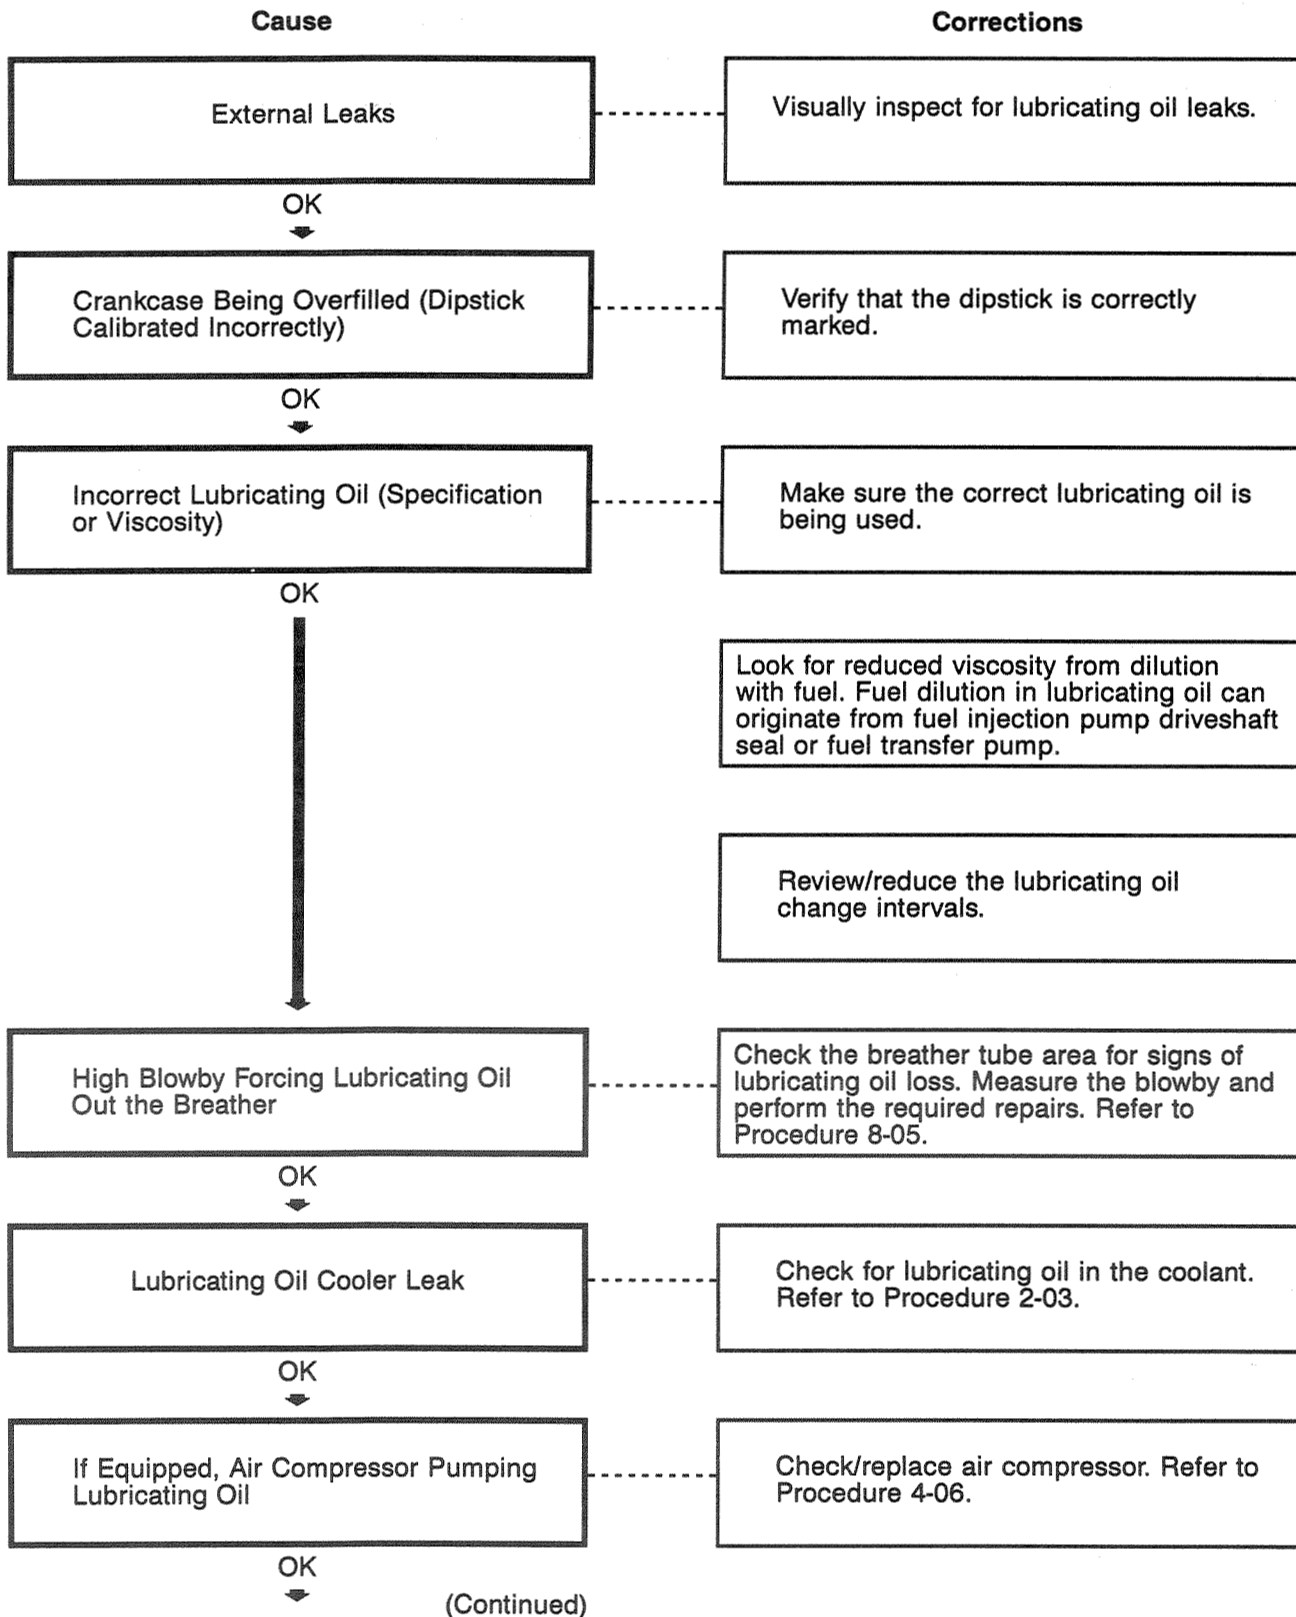 Cause
Corrections
External Leaks
Visually inspect for lubricating oil leaks.
OK
Crankcase Being Overfilled (Dipstick
Calibrated Incorrectly)
Verify that the dipstick is correctly
marked.
OK
Incorrect Lubricating Oil (Specification
or Viscosity)
Make sure the correct lubricating oil is
being used.
OK
Look for reduced viscosity from dilution
with fuel. Fuel dilution in lubricating oil can
originate from fuel injection pump driveshaft
seal or fuel transfer pump.
Review/reduce the lubricating oil
change intervals.
High Blowby Forcing Lubricating Oil
Out the Breather
Check the breather tube area for signs of
lubricating oil loss. Measure the blowby and
perform the required repairs. Refer to
Procedure 8-05.
OK
Lubricating Oil Cooler Leak
Check for lubricating oil in the coolant.
Refer to Procedure 2-03.
OK
If Equipped, Air Compressor Pumping
Lubricating Oil
Check/replace air compressor. Refer to
Procedure 4-06.
OK
(Continued)